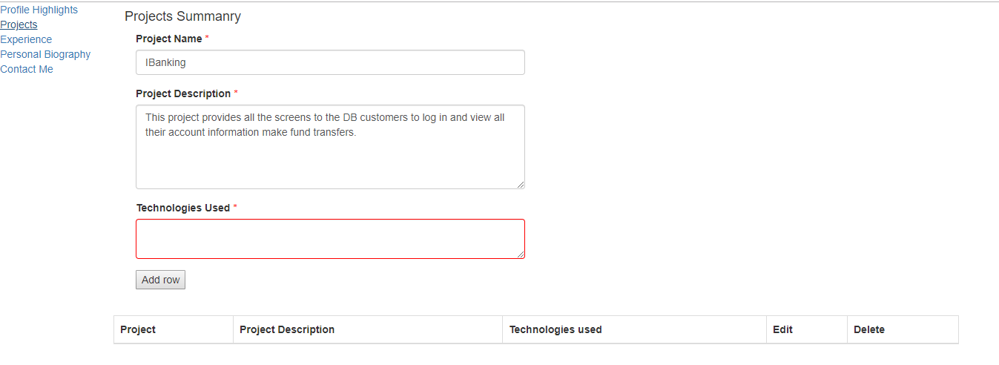 Profile Highlights
Projects
Experience
Personal Biography
Contact Me
Projects Summanry
Project Name *
IBanking
Project Description *
This project provides all the screens to the DB customers to log in and view all
their account information make fund transfers.
Technologies Used *
Add row
Project Project Description Technologies used Edit Delete